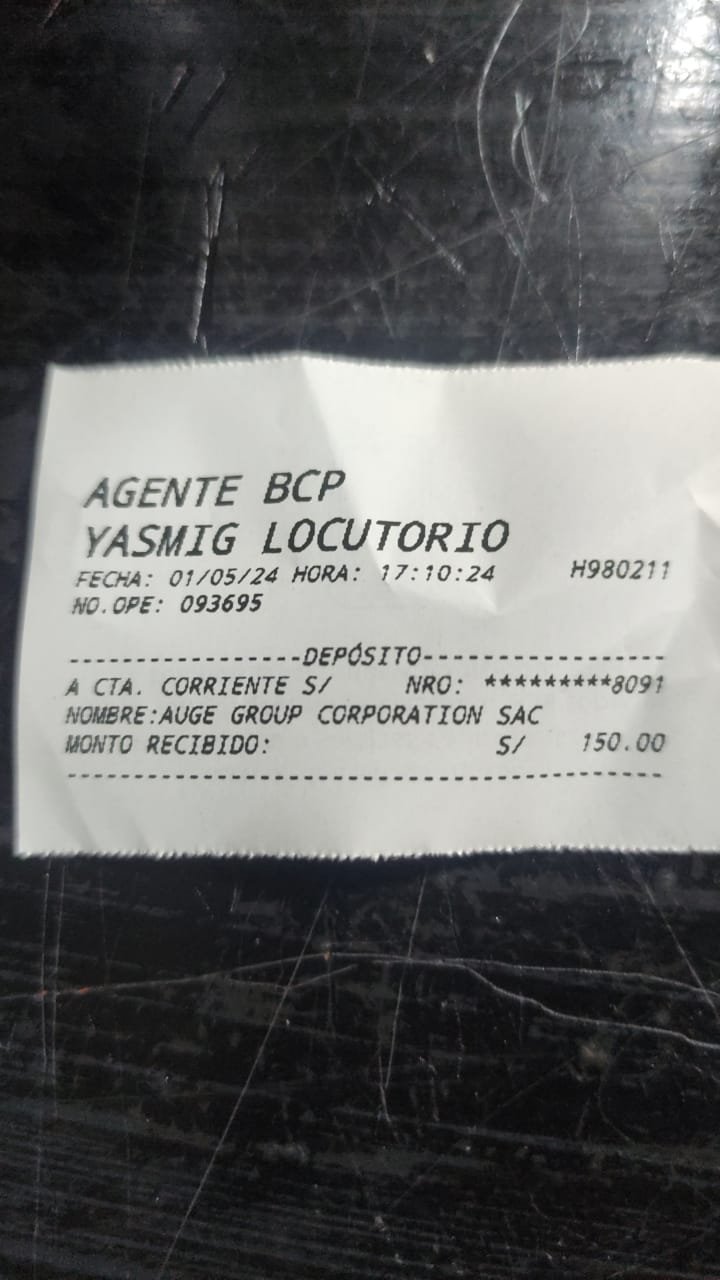 AGENTE BCP
YASMIG LOCUTORIO
FECHA: 01/05/24 HORA: 17:10:24 H980211
NO.OPE: 093695
-----------------DEPÓSITO-----------------
A CTA. CORRIENTE S/ NRO: *********8091
NOMBRE:AUGE GROUP CORPORATION SAC
MONTO RECIBIDO: S/ 150.00
------------------------------------------